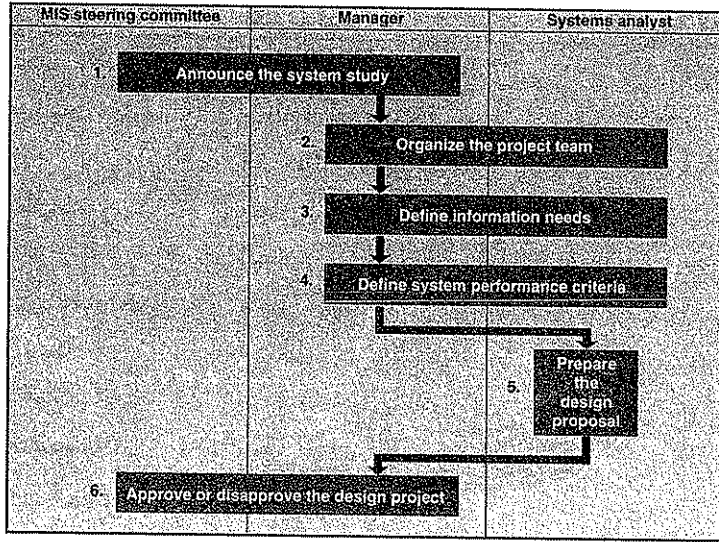 MIS steering committee
Manager
Systems analyst
1. Announce the system study
2. Organize the project team
3. Define information needs
4. Define system performance criteria
5. Prepare
the
design
proposal
6. Approve or disapprove the design project